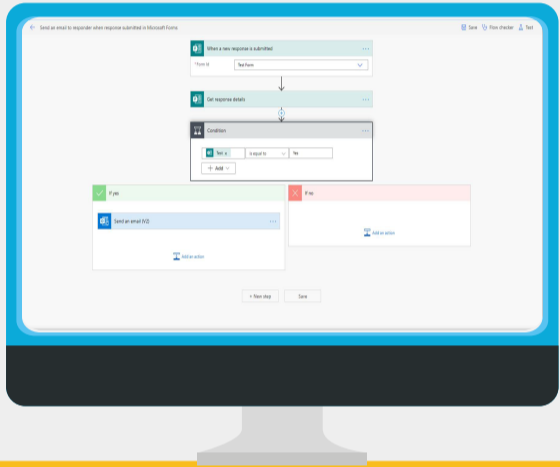 Send an email to responder when response submitted in Microsoft Forms
Save Flow checker Test
When a new response is submitted
* Form Id Test Form
Get response details
Condition
Test x is equal to Yes
+ Add
If yes
If no
Send an email (V2)
Add an action
Add an action
+ New step Save